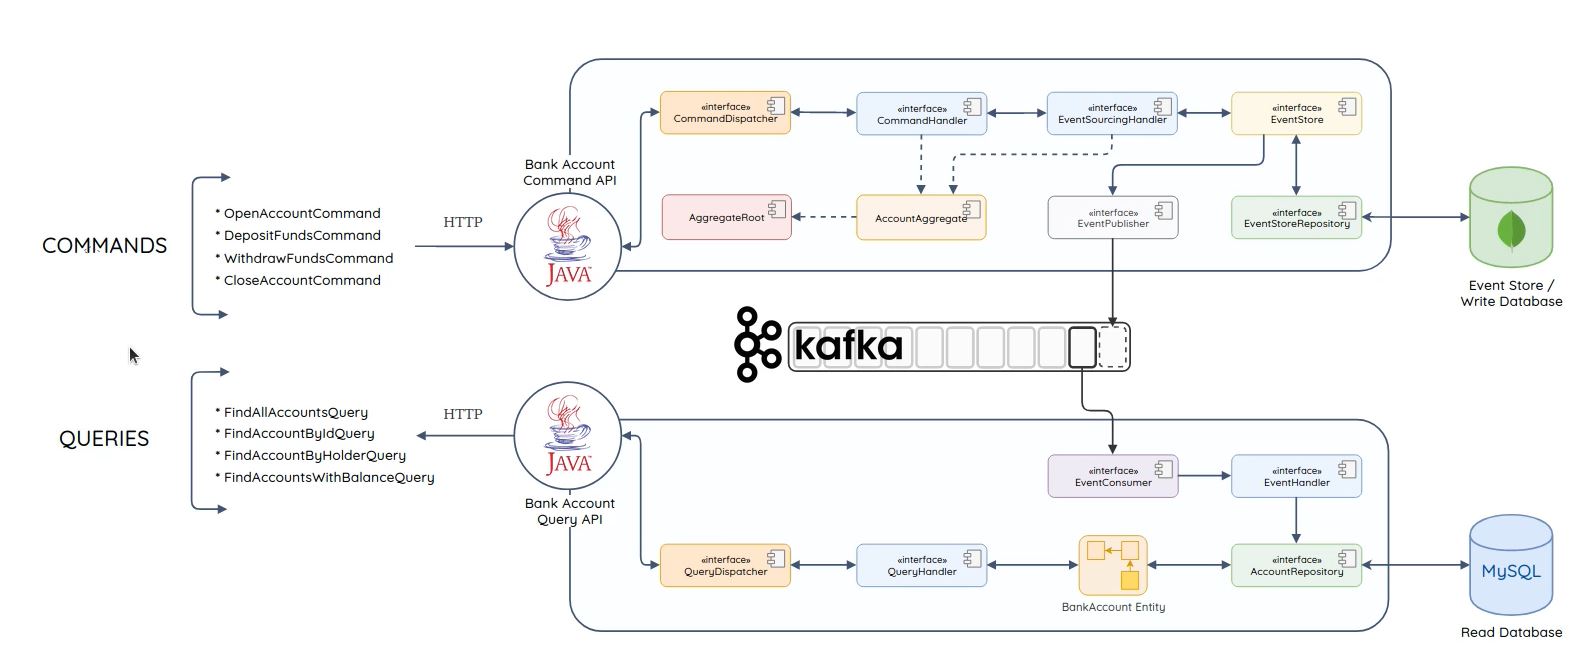 COMMANDS
* OpenAccountCommand
* DepositFundsCommand
* WithdrawFundsCommand
* CloseAccountCommand
HTTP
Bank Account
Command API
JAVA
«interface»
CommandDispatcher
«interface»
CommandHandler
«interface»
EventSourcingHandler
«interface»
EventStore
AggregateRoot
AccountAggregate
«interface»
EventPublisher
«interface»
EventStoreRepository
Event Store /
Write Database
kafka
QUERIES
* FindAllAccountsQuery
* FindAccountByIdQuery
* FindAccountByHolderQuery
* FindAccountsWithBalanceQuery
HTTP
JAVA
Bank Account
Query API
«interface»
EventConsumer
«interface»
EventHandler
«interface»
QueryDispatcher
«interface»
QueryHandler
BankAccount Entity
«interface»
AccountRepository
MySQL
Read Database